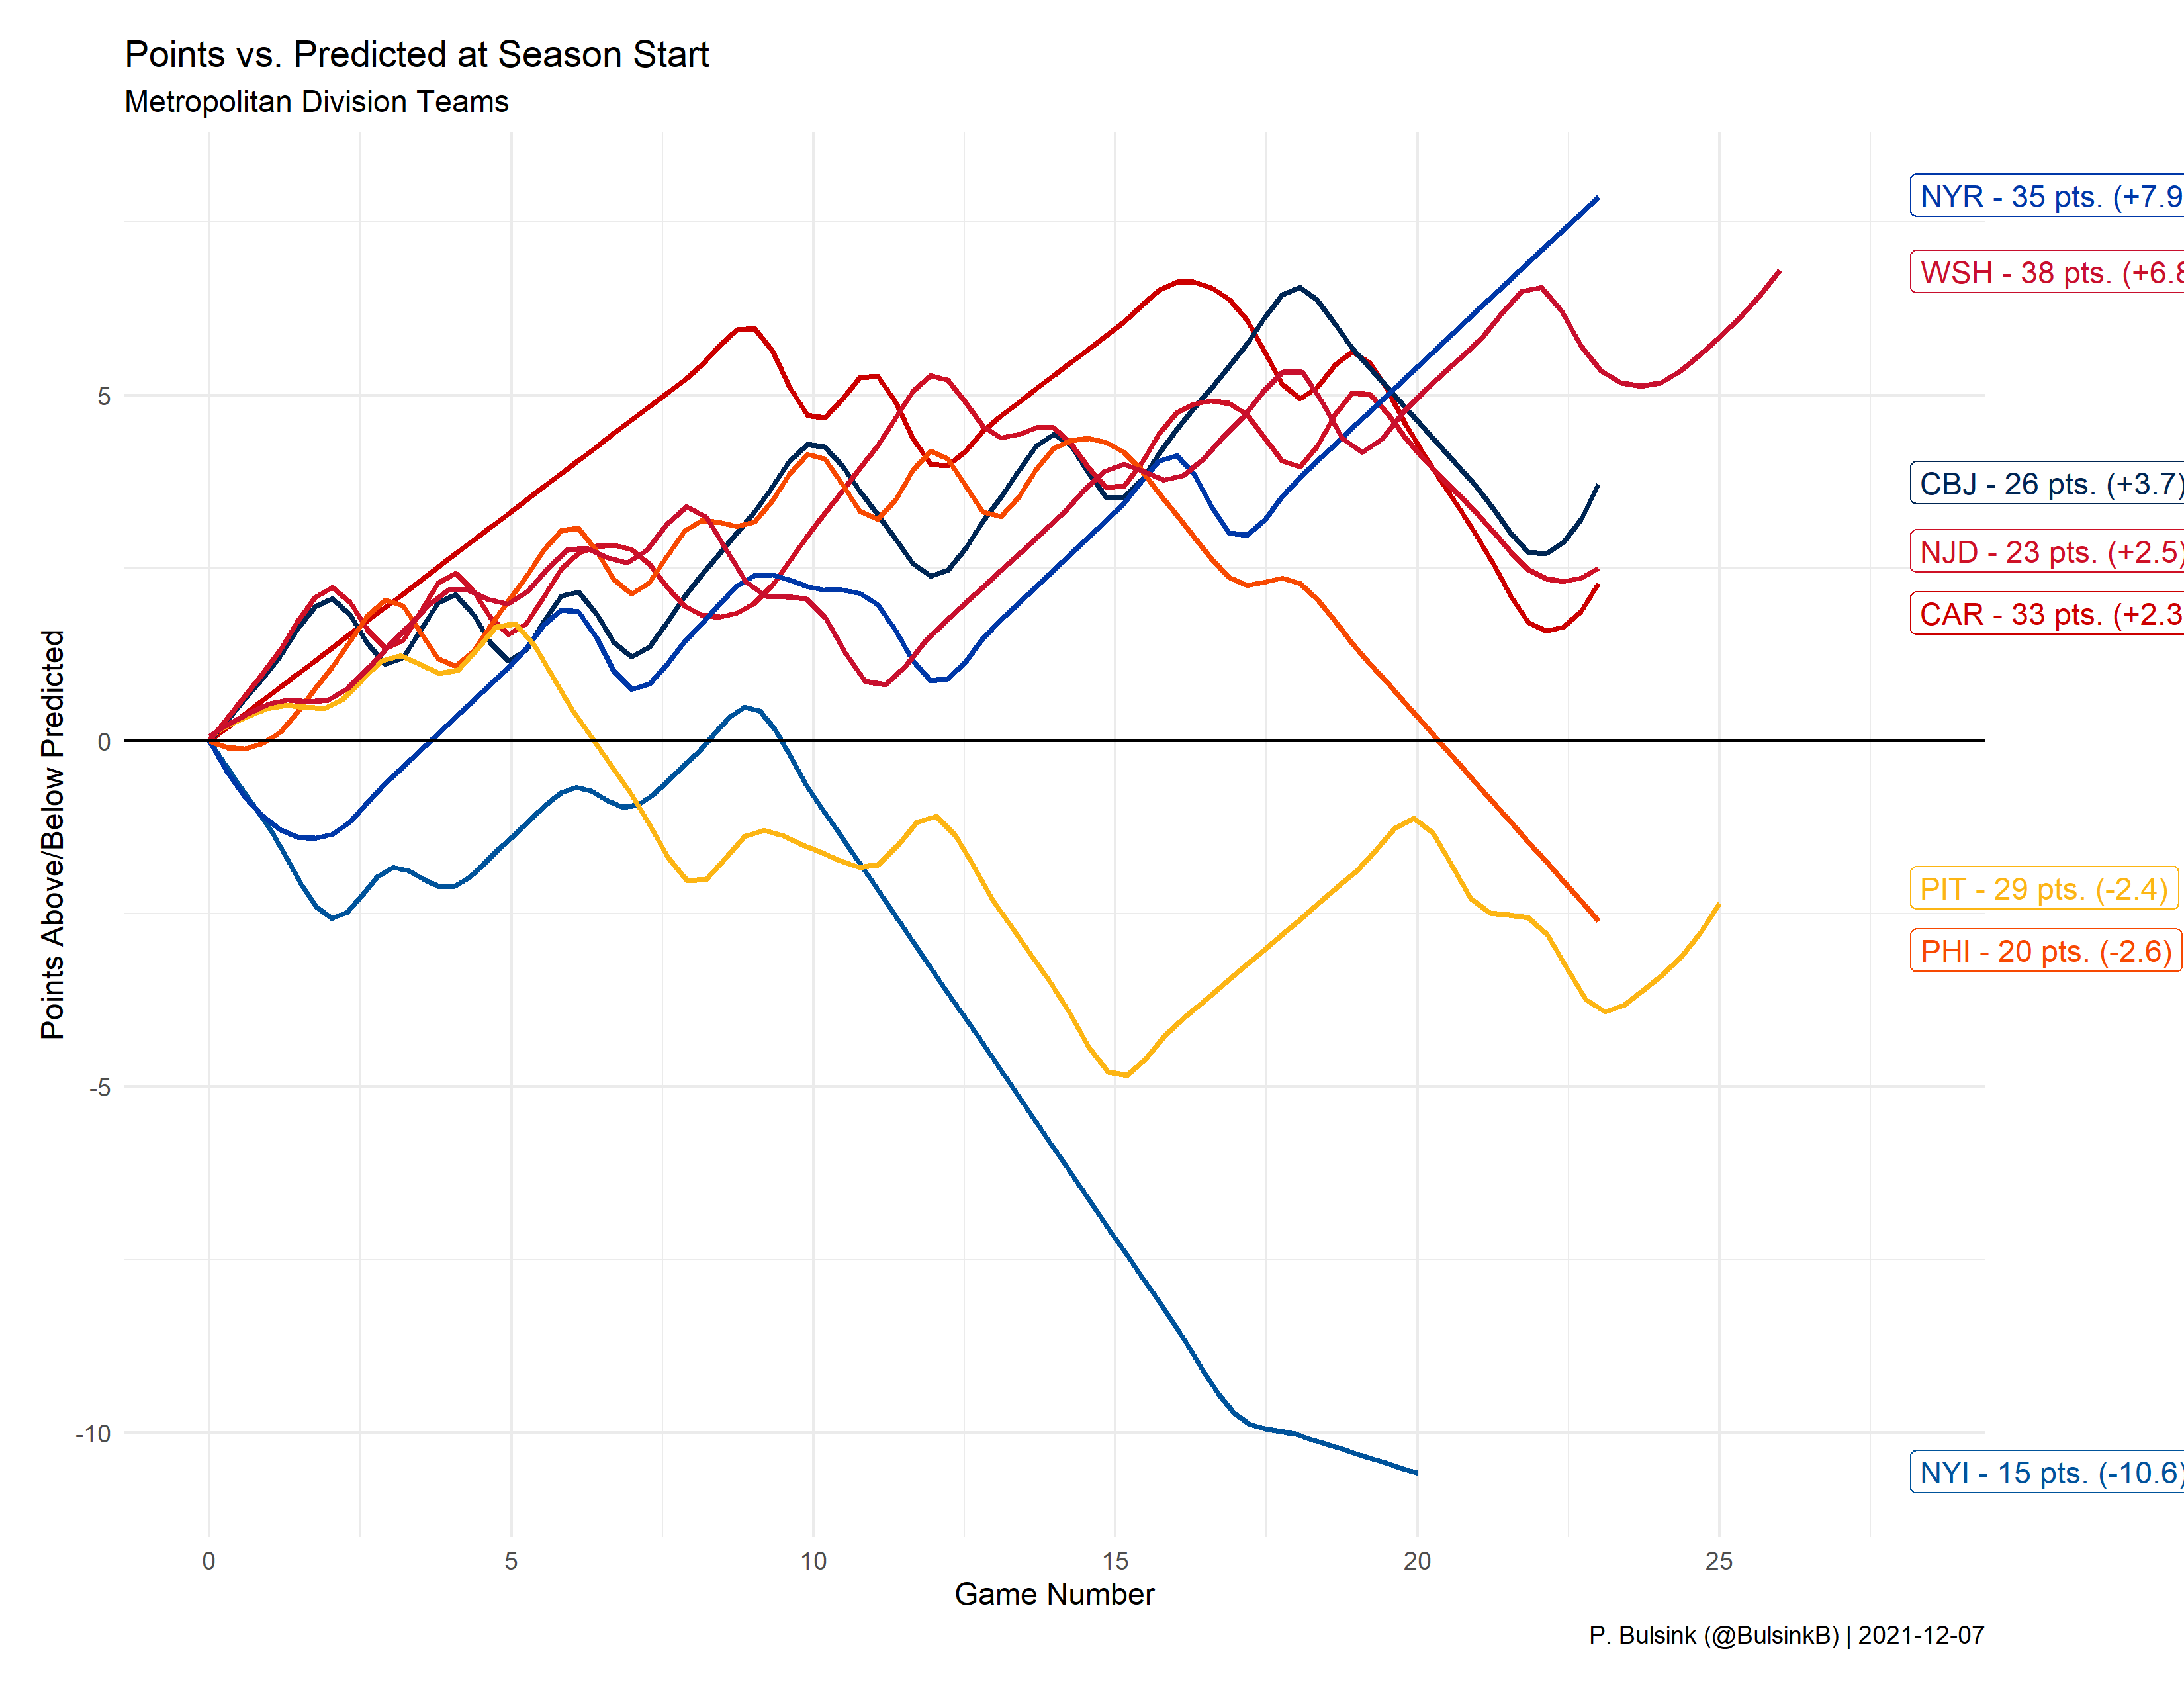 Points vs. Predicted at Season Start
Metropolitan Division Teams
Points Above/Below Predicted
5
0
-5
-10
NYR - 35 pts. (+7.9
WSH - 38 pts. (+6.8
CBJ - 26 pts. (+3.7)
NJD - 23 pts. (+2.5)
CAR - 33 pts. (+2.3
PIT - 29 pts. (-2.4)
PHI - 20 pts. (-2.6)
NYI - 15 pts. (-10.6)
0 5 10 15 20 25
Game Number
P. Bulsink (@BulsinkB) | 2021-12-07